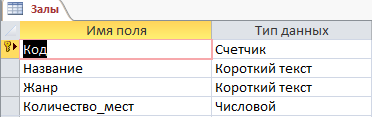 Залы
Имя поля Тип данных
Код Счетчик
Название Короткий текст
Жанр Короткий текст
Количество_мест Числовой